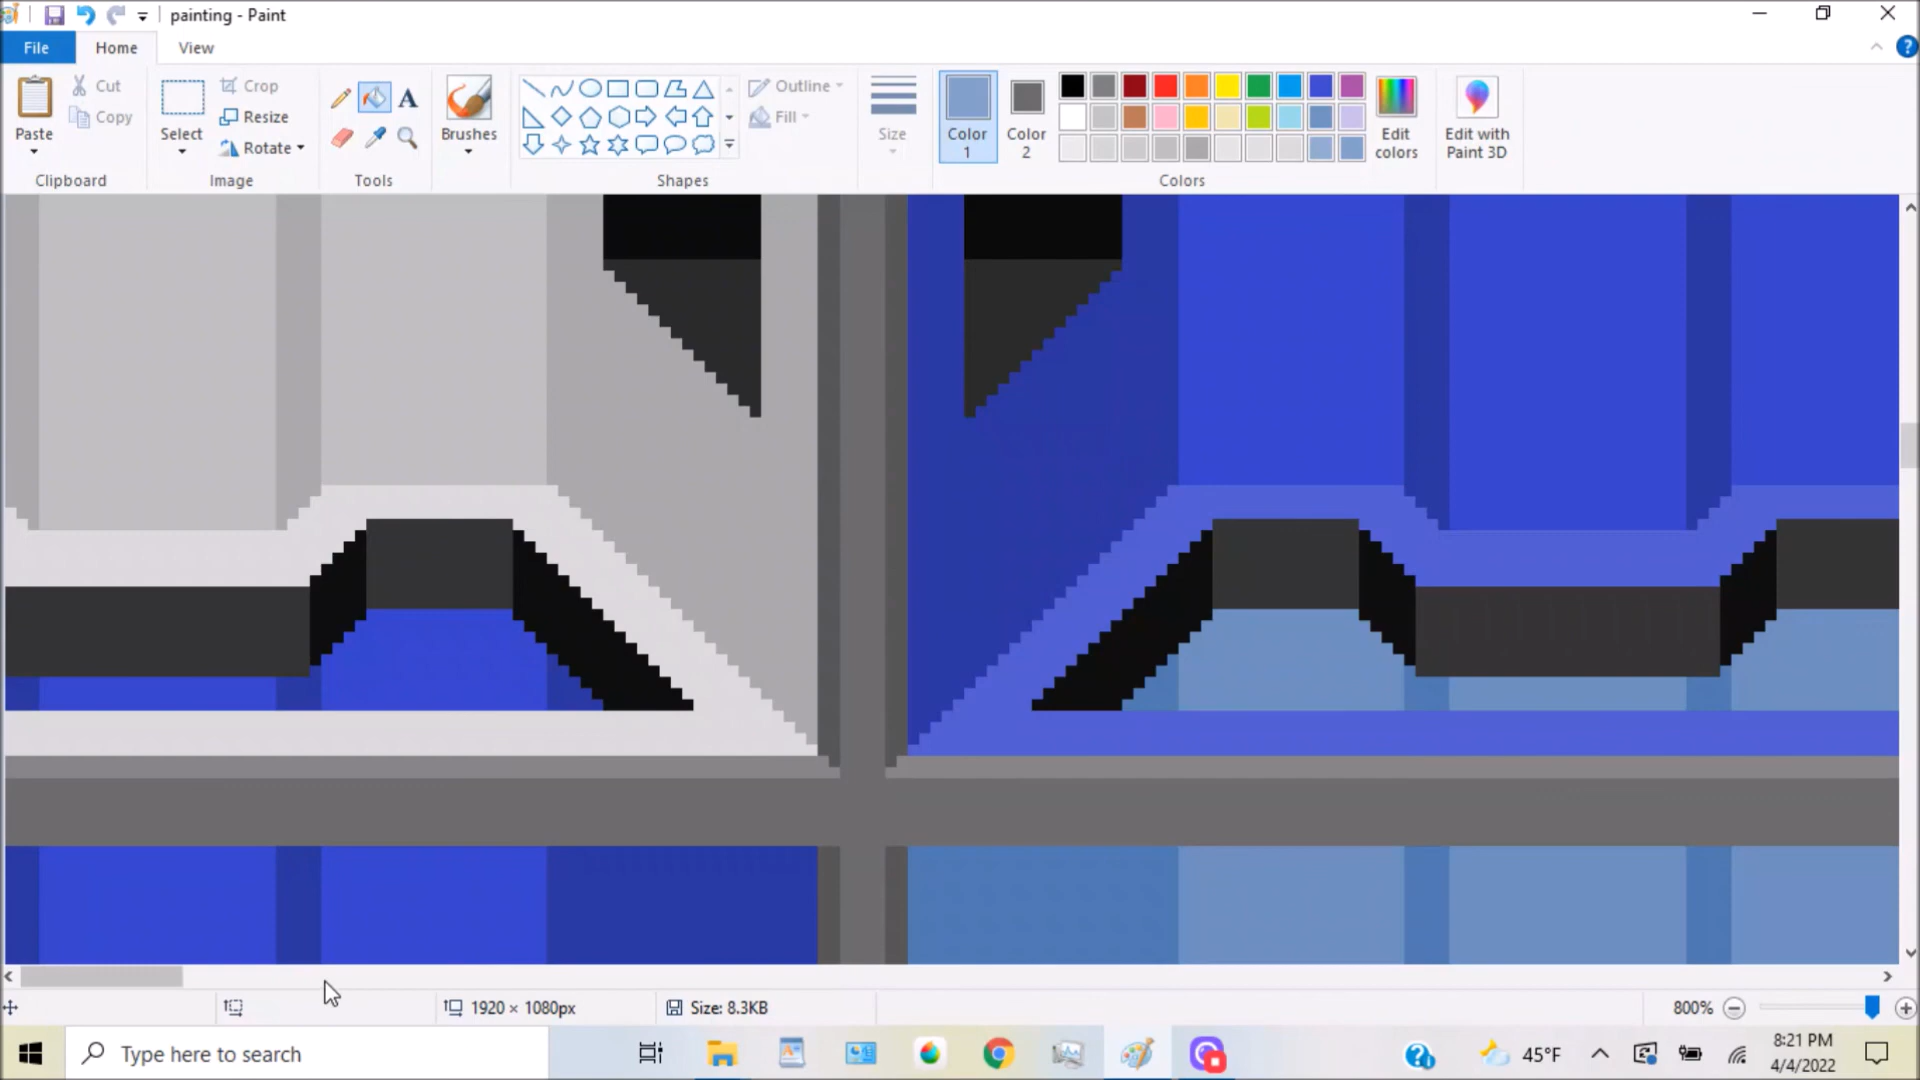 painting - Paint
File Home View
Paste
Cut
Copy
Clipboard
Select
Crop
Resize
Rotate
Image
Tools
A
Brushes
Shapes
Outline
Fill
Size
Color 1
Color 2
Colors
Edit colors
Edit with Paint 3D
1920 × 1080px
Size: 8.3KB
800%
Type here to search
45°F
8:21 PM
4/4/2022